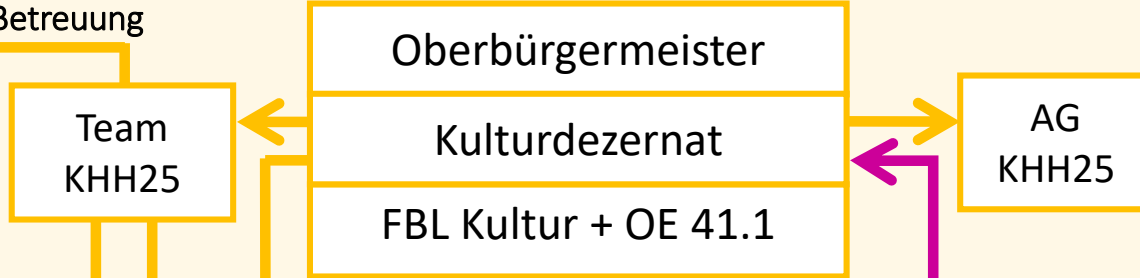 Betreuung
Oberbürgermeister
Team
KHH25
Kulturdezernat
AG
KHH25
FBL Kultur + OE 41.1